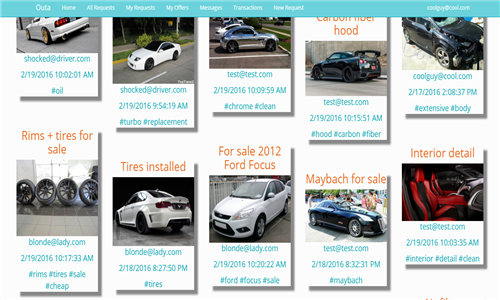 Outa Home All Requests My Requests My Offers Messages Transactions New Request coolguy@cool.com
shocked@driver.com
2/19/2016 10:02:01 AM
#oil
Rims + tires for
sale
blonde@lady.com
2/19/2016 10:17:33 AM
#rims #tires #sale
#cheap
shocked@driver.com
2/19/2016 9:54:19 AM
#turbo #replacement
Tires installed
blonde@lady.com
2/18/2016 8:27:50 PM
#tires
test@test.com
2/19/2016 10:09:59 AM
#chrome #clean
For sale 2012
Ford Focus
blonde@lady.com
2/19/2016 10:20:22 AM
#ford #focus #sale
Carbon fiber
hood
test@test.com
2/19/2016 10:15:51 AM
#hood #carbon #fiber
Maybach for sale
test@test.com
2/18/2016 8:32:31 PM
#maybach
coolguy@cool.com
2/17/2016 2:08:37 PM
#extensive #body
Interior detail
test@test.com
2/19/2016 10:03:35 AM
#interior #detail #clean